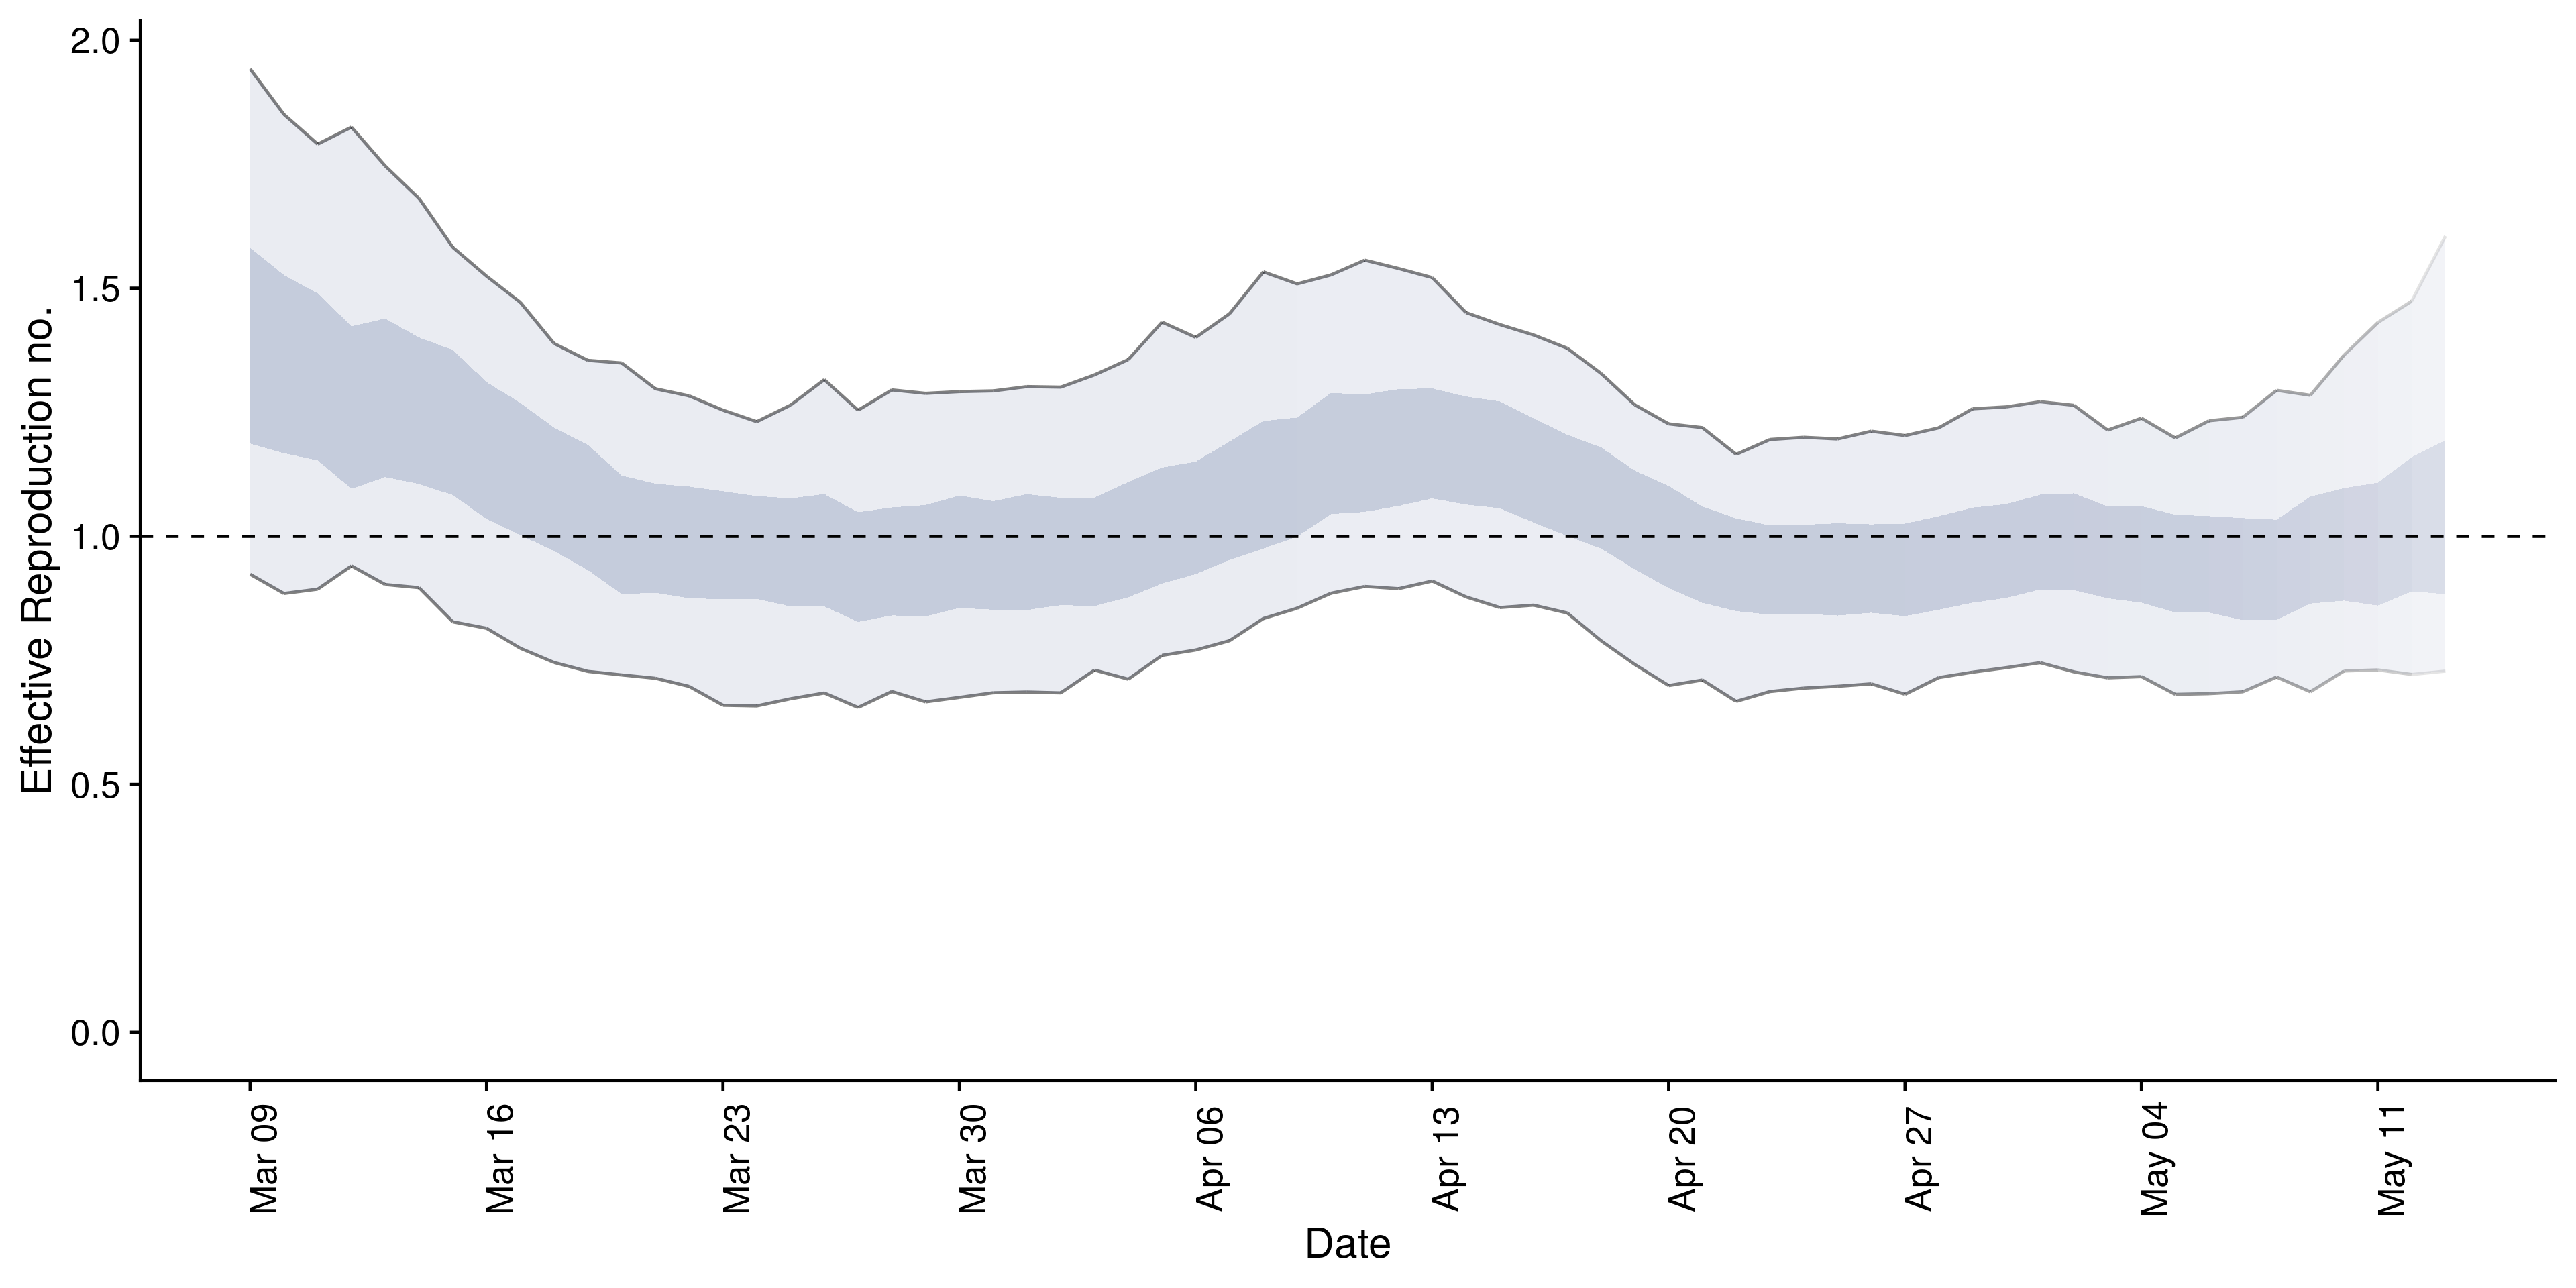 Effective Reproduction no.
2.0
1.5
1.0
0.5
0.0
Mar 09
Mar 16
Mar 23
Mar 30
Apr 06
Apr 13
Apr 20
Apr 27
May 04
May 11
Date